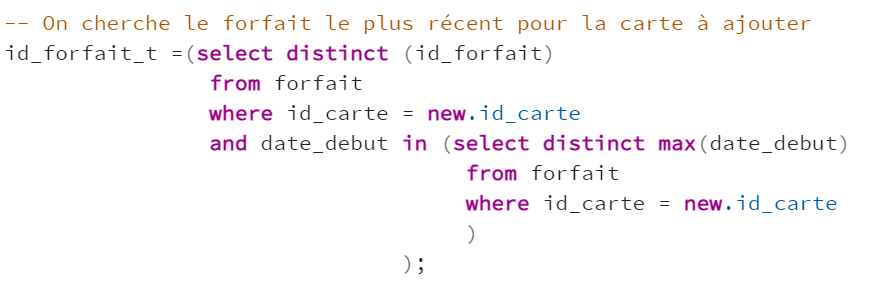 -- On cherche le forfait le plus récent pour la carte à ajouter
id_forfait_t =(select distinct (id_forfait)
from forfait
where id_carte = new.id_carte
and date_debut in (select distinct max(date_debut)
from forfait
where id_carte = new.id_carte
)
);